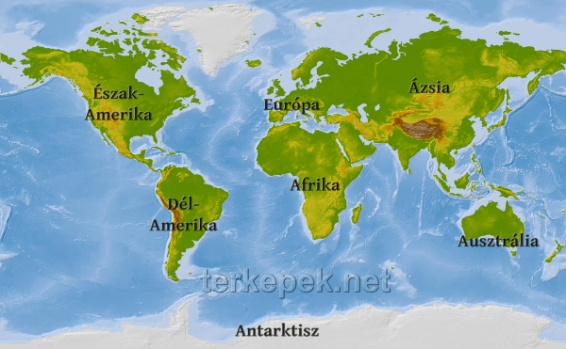 Észak-
Amerika
Európa
Ázsia
Afrika
Dél-
Amerika
Ausztrália
terkepek.net
Antarktisz